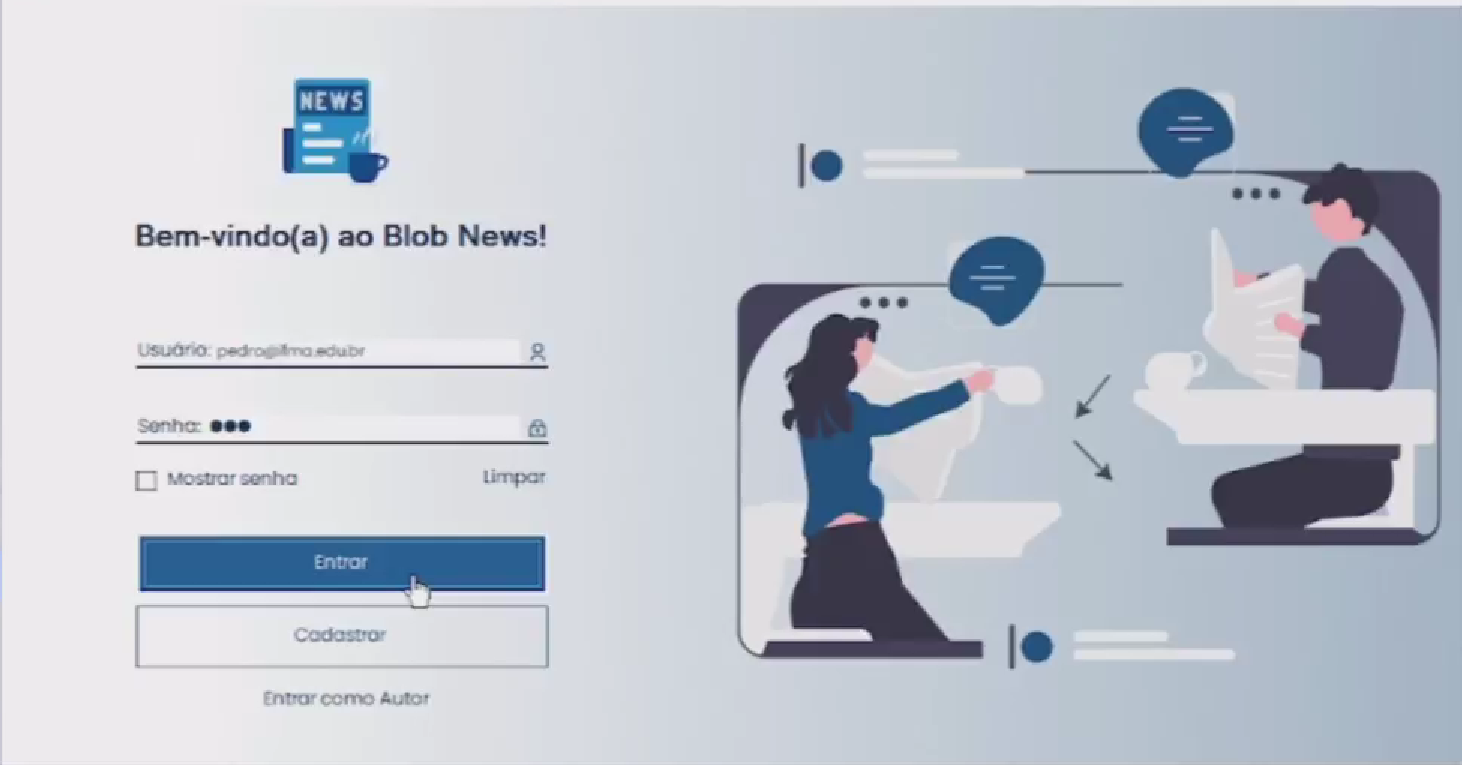 NEWS
Bem-vindo(a) ao Blob News!
Usuário: pedro@ifma.edu.br
Senha:
Mostrar senha
Limpar
Entrar
Cadastrar
Entrar como Autor